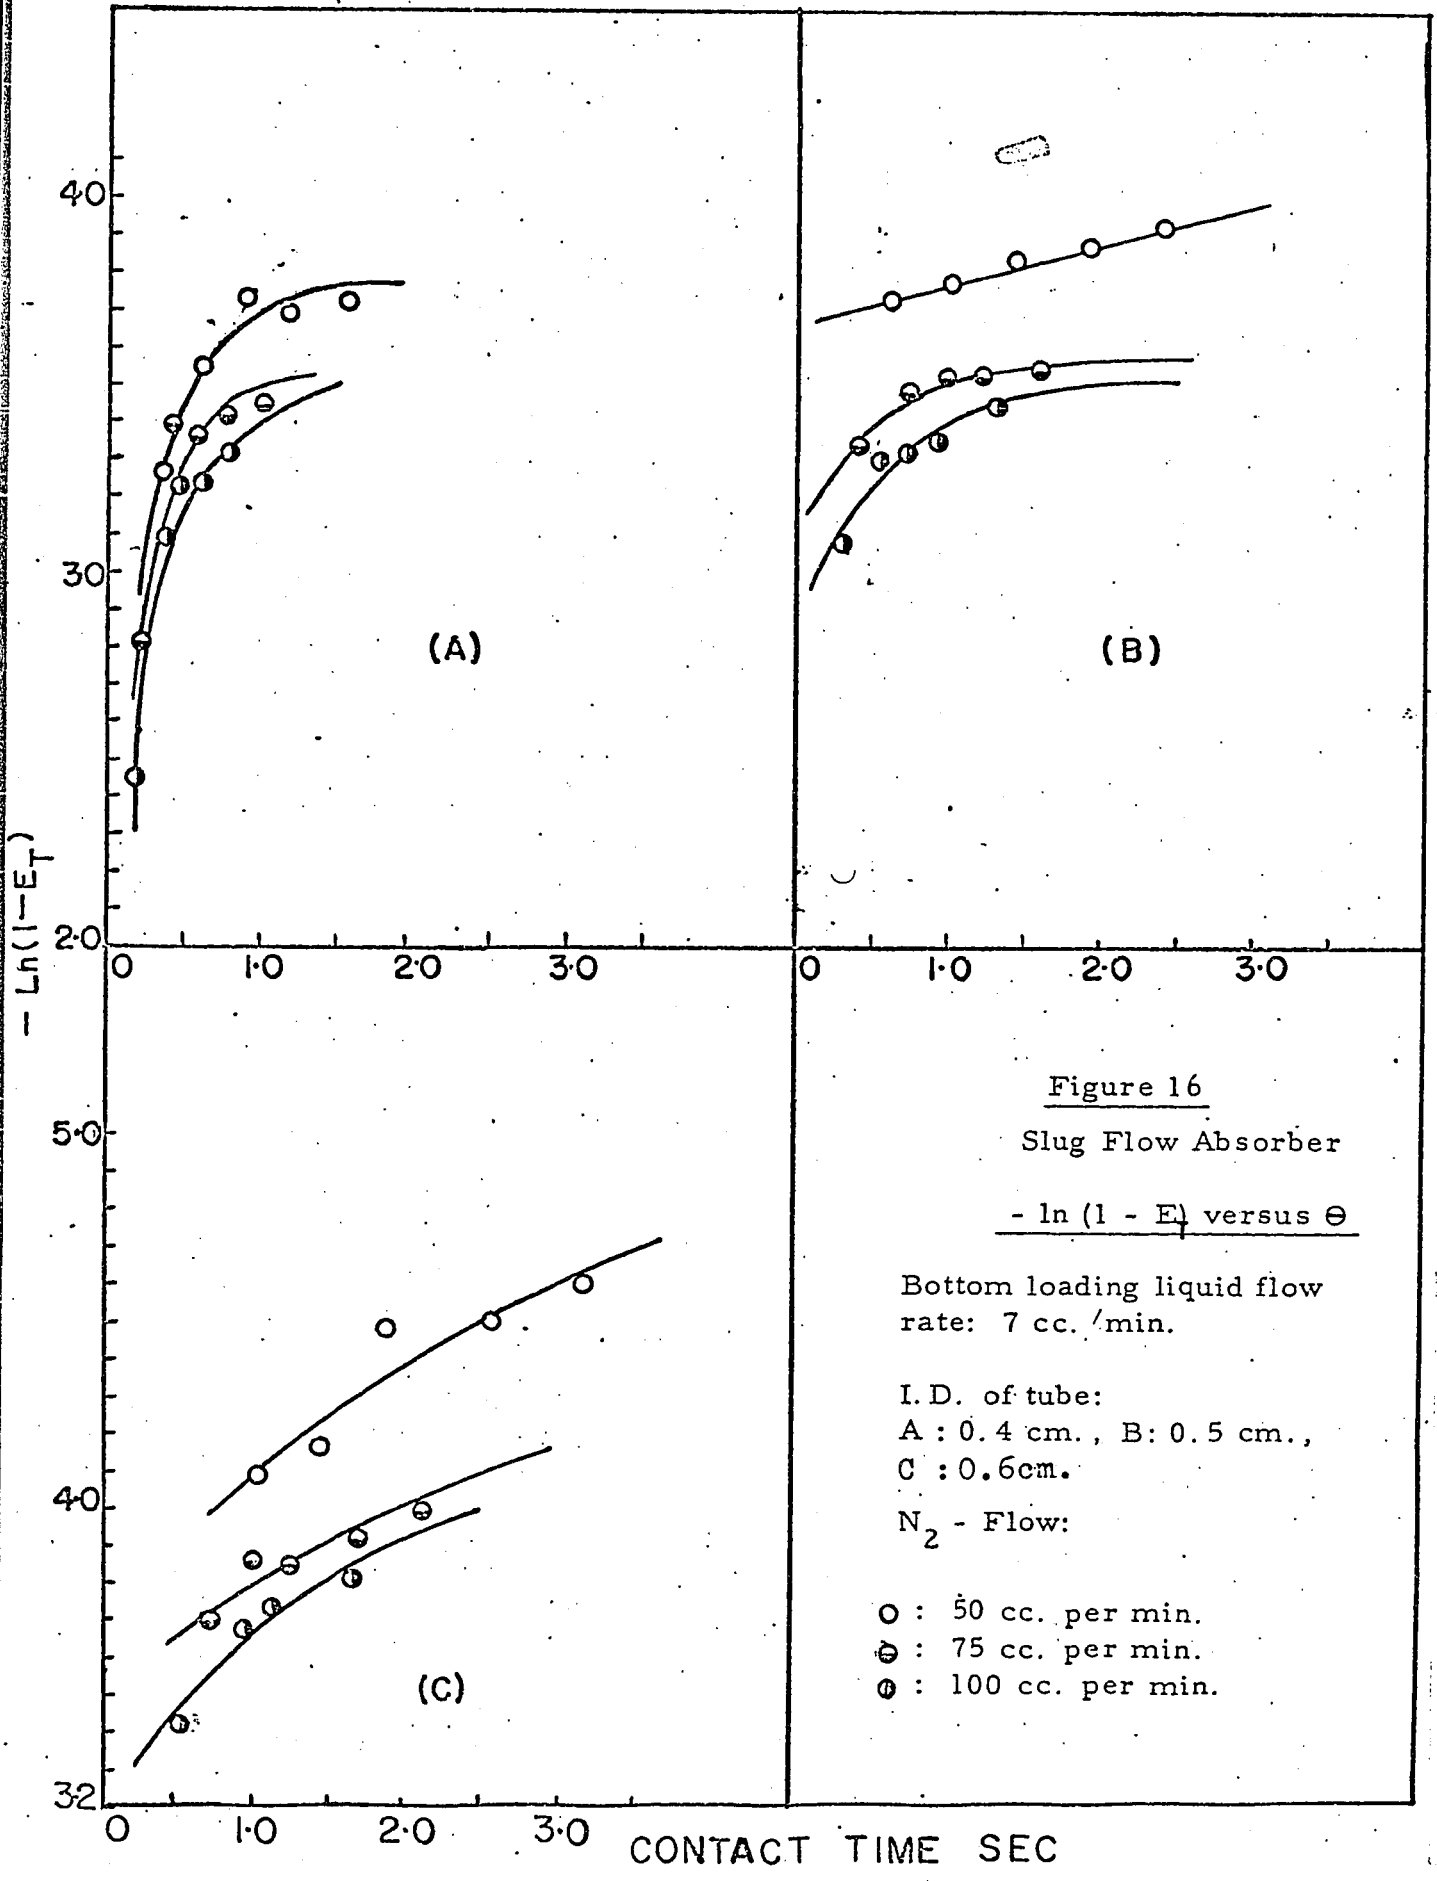 4·0
3·0
2·0
(A)
(B)
0 1·0 2·0 3·0
0 1·0 2·0 3·0
- Ln(1-E_T)
5·0
4·0
3·2
(C)
0 1·0 2·0 3·0
CONTACT TIME SEC
Figure 16
Slug Flow Absorber
- ln (1 - E_T) versus Θ
Bottom loading liquid flow
rate: 7 cc./min.
I.D. of tube:
A : 0.4 cm., B: 0.5 cm.,
C : 0.6cm.
N2 - Flow:
: 50 cc. per min.
: 75 cc. per min.
: 100 cc. per min.